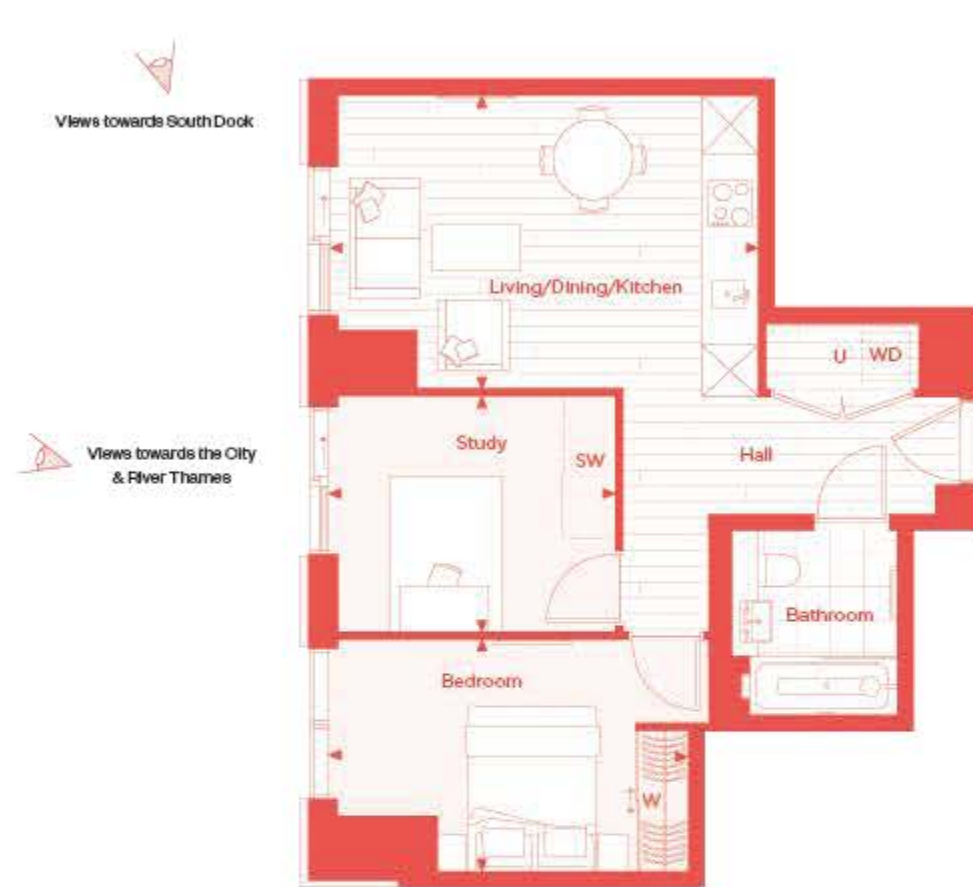 Views towards South Dock
Living/Dining/Kitchen
U
WD
Study
SW
Hall
Views towards the City
& River Thames
Bathroom
Bedroom
W